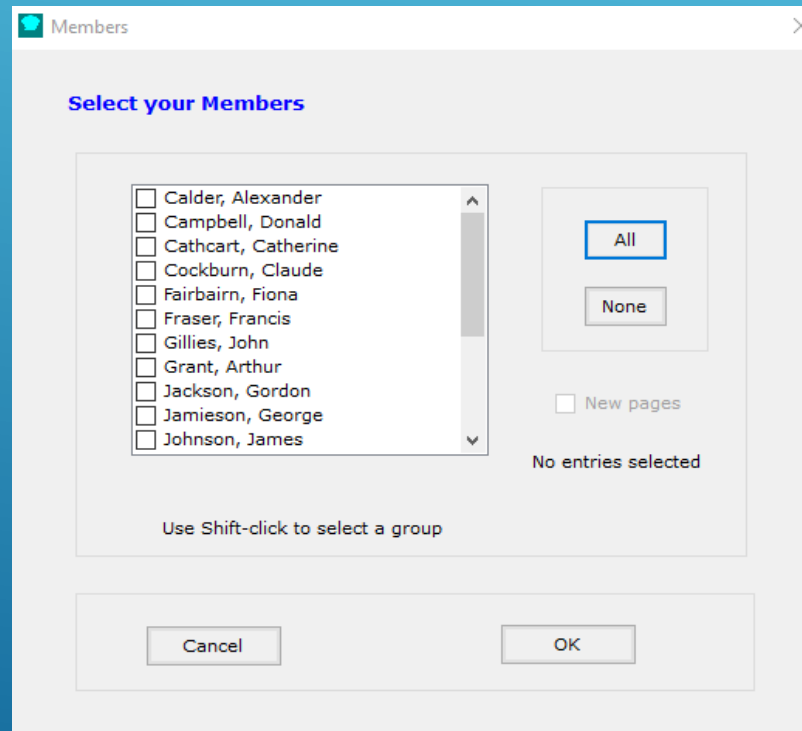 Members
Select your Members
Calder, Alexander
Campbell, Donald
Cathcart, Catherine
Cockburn, Claude
Fairbairn, Fiona
Fraser, Francis
Gillies, John
Grant, Arthur
Jackson, Gordon
Jamieson, George
Johnson, James
All
None
New pages
No entries selected
Use Shift-click to select a group
Cancel
OK